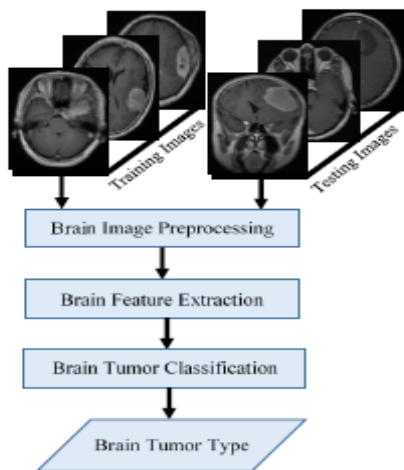 Training Images
Testing Images
Brain Image Preprocessing
Brain Feature Extraction
Brain Tumor Classification
Brain Tumor Type